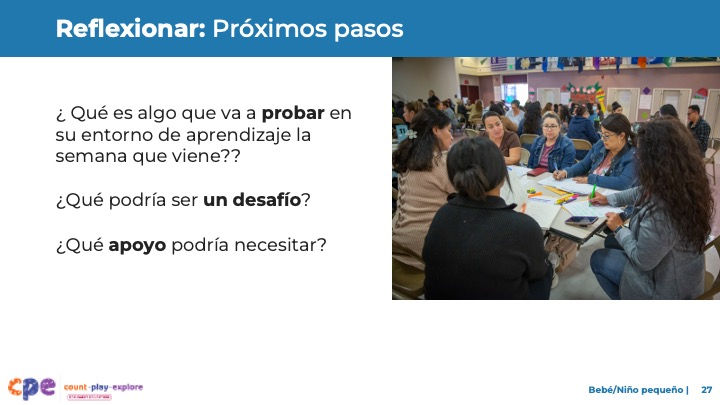 Reflexionar: Próximos pasos
¿ Qué es algo que va a probar en
su entorno de aprendizaje la
semana que viene??
¿Qué podría ser un desafío?
¿Qué apoyo podría necesitar?
cpe
count-play-explore
Bebé/Niño pequeño | 27